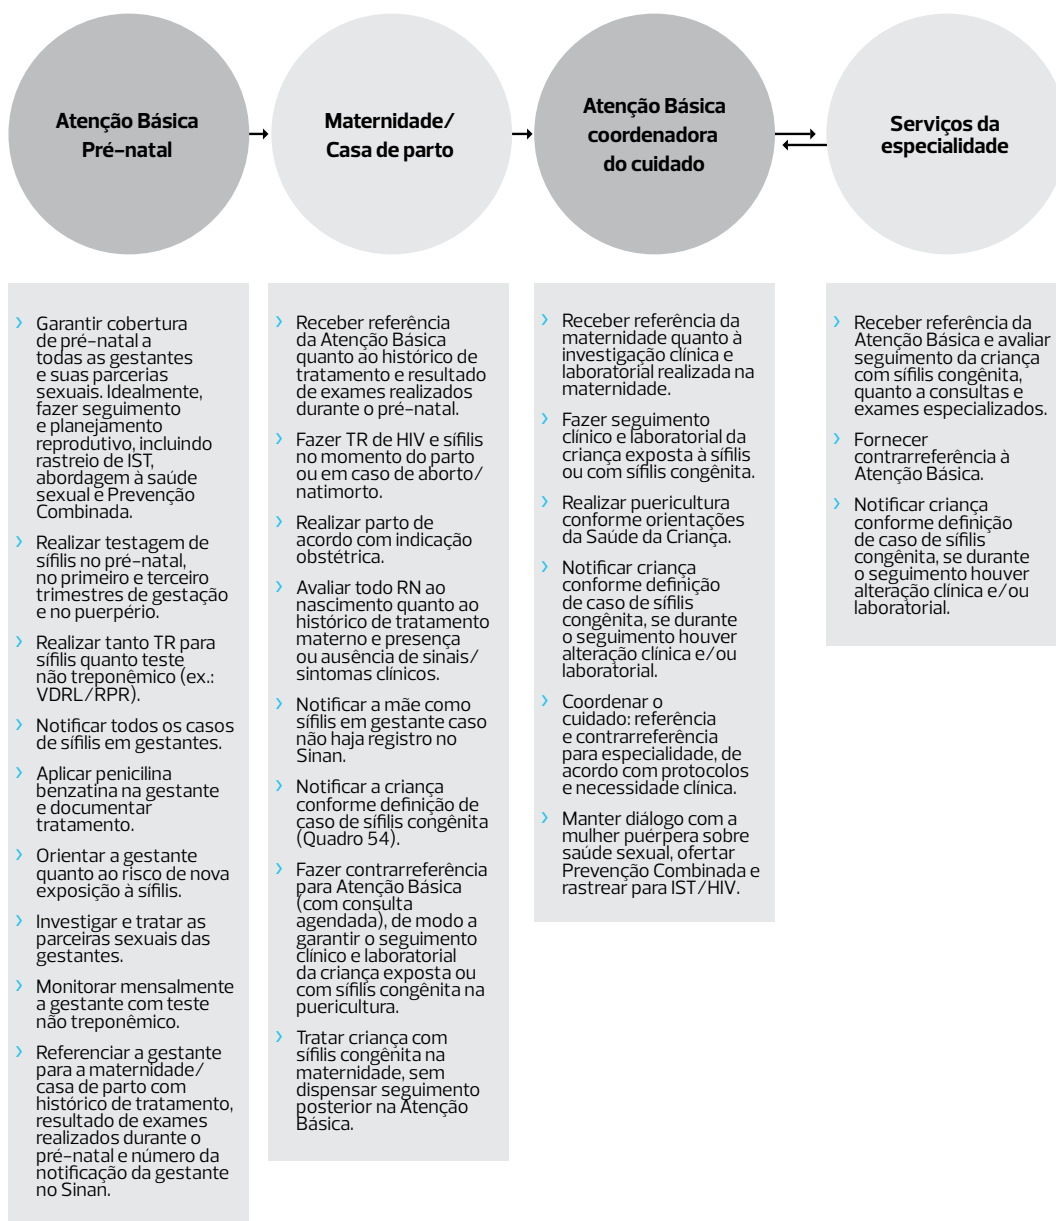 Atenção Básica
Pré-natal
Maternidade/
Casa de parto
Atenção Básica
coordenadora
do cuidado
Serviços da
especialidade
› Garantir cobertura
de pré-natal a
todas as gestantes
e suas parcerias
sexuais. Idealmente,
fazer seguimento
e planejamento
reprodutivo, incluindo
rastreio de IST,
abordagem à saúde
sexual e Prevenção
Combinada.
› Realizar testagem de
sífilis no pré-natal,
no primeiro e terceiro
trimestres de gestação
e no puerpério.
› Realizar tanto TR para
sífilis quanto teste
não treponêmico (ex.:
VDRL/RPR).
› Notificar todos os casos
de sífilis em gestantes.
› Aplicar penicilina
benzatina na gestante
e documentar
tratamento.
› Orientar a gestante
quanto ao risco de nova
exposição à sífilis.
› Investigar e tratar as
parceiras sexuais das
gestantes.
› Monitorar mensalmente
a gestante com teste
não treponêmico.
› Referenciar a gestante
para a maternidade/
casa de parto com
histórico de tratamento,
resultado de exames
realizados durante o
pré-natal e número da
notificação da gestante
no Sinan.
› Receber referência
da Atenção Básica
quanto ao histórico de
tratamento e resultado
de exames realizados
durante o pré-natal.
› Fazer TR de HIV e sífilis
no momento do parto
ou em caso de aborto/
natimorto.
› Realizar parto de
acordo com indicação
obstétrica.
› Avaliar todo RN ao
nascimento quanto ao
histórico de tratamento
materno e presença
ou ausência de sinais/
sintomas clínicos.
› Notificar a mãe como
sífilis em gestante caso
não haja registro no
Sinan.
› Notificar a criança
conforme definição de
caso de sífilis congênita
(Quadro 54).
› Fazer contrarreferência
para Atenção Básica
(com consulta
agendada), de modo a
garantir o seguimento
clínico e laboratorial
da criança exposta ou
com sífilis congênita na
puericultura.
› Tratar criança com
sífilis congênita na
maternidade, sem
dispensar seguimento
posterior na Atenção
Básica.
› Receber referência da
maternidade quanto à
investigação clínica e
laboratorial realizada na
maternidade.
› Fazer seguimento
clínico e laboratorial da
criança exposta à sífilis
ou com sífilis congênita.
› Realizar puericultura
conforme orientações
da Saúde da Criança.
› Notificar criança
conforme definição
de caso de sífilis
congênita, se durante
o seguimento houver
alteração clínica e/ou
laboratorial.
› Coordenar o
cuidado: referência
e contrarreferência
para especialidade, de
acordo com protocolos
e necessidade clínica.
› Manter diálogo com a
mulher puérpera sobre
saúde sexual, ofertar
Prevenção Combinada e
rastrear para IST/HIV.
› Receber referência da
Atenção Básica e avaliar
seguimento da criança
com sífilis congênita,
quanto a consultas e
exames especializados.
› Fornecer
contrarreferência à
Atenção Básica.
› Notificar criança
conforme definição
de caso de sífilis
congênita, se durante
o seguimento houver
alteração clínica e/ou
laboratorial.